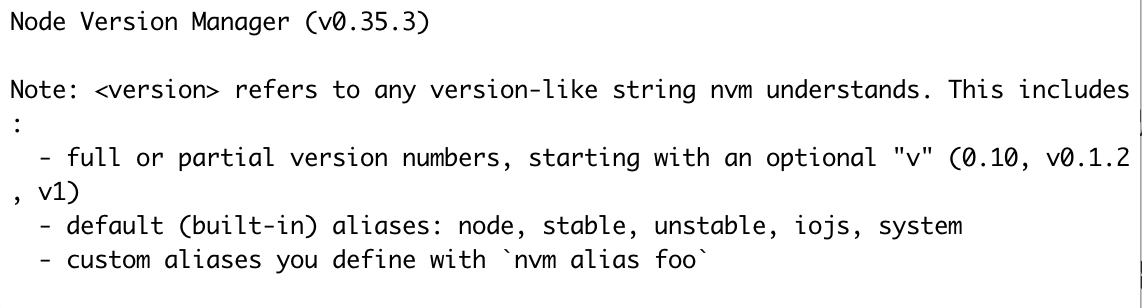 Node Version Manager (v0.35.3)
Note: <version> refers to any version-like string nvm understands. This includes
:
- full or partial version numbers, starting with an optional "v" (0.10, v0.1.2
, v1)
- default (built-in) aliases: node, stable, unstable, iojs, system
- custom aliases you define with `nvm alias foo`